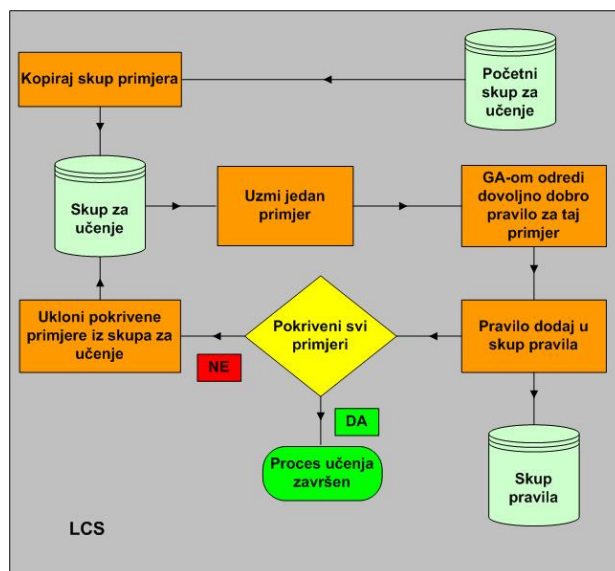 Kopiraj skup primjera
Početni
skup za
učenje
Skup za
učenje
Uzmi jedan
primjer
GA-om odredi
dovoljno dobro
pravilo za taj
primjer
Ukloni pokrivene
primjere iz skupa za
učenje
NE
Pokriveni svi
primjeri
Pravilo dodaj u
skup pravila
DA
Proces učenja
završen
Skup
pravila
LCS